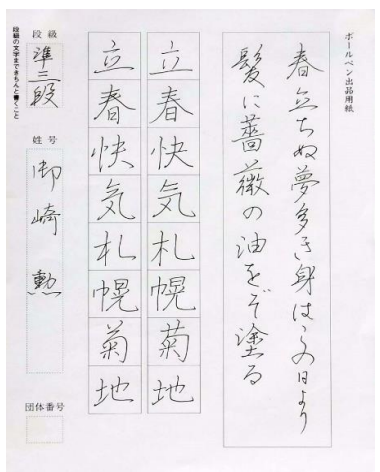 ボールペン出品用紙
春立ちぬ夢多き身はこの日より
髪に薔薇の油をぞ塗る
立春快気札幌菊地
立春快気札幌菊地
段級
準三段
姓号
御崎 勲
団体番号
段級の文字まできちんと書くこと